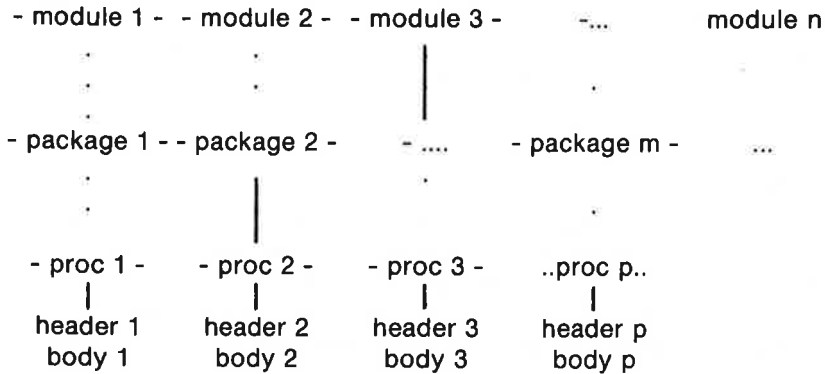 - module 1 - - module 2 - - module 3 - -... module n
- package 1 - - package 2 - - .... - package m - ...
- proc 1 - - proc 2 - - proc 3 - ..proc p..
header 1 header 2 header 3 header p
body 1 body 2 body 3 body p